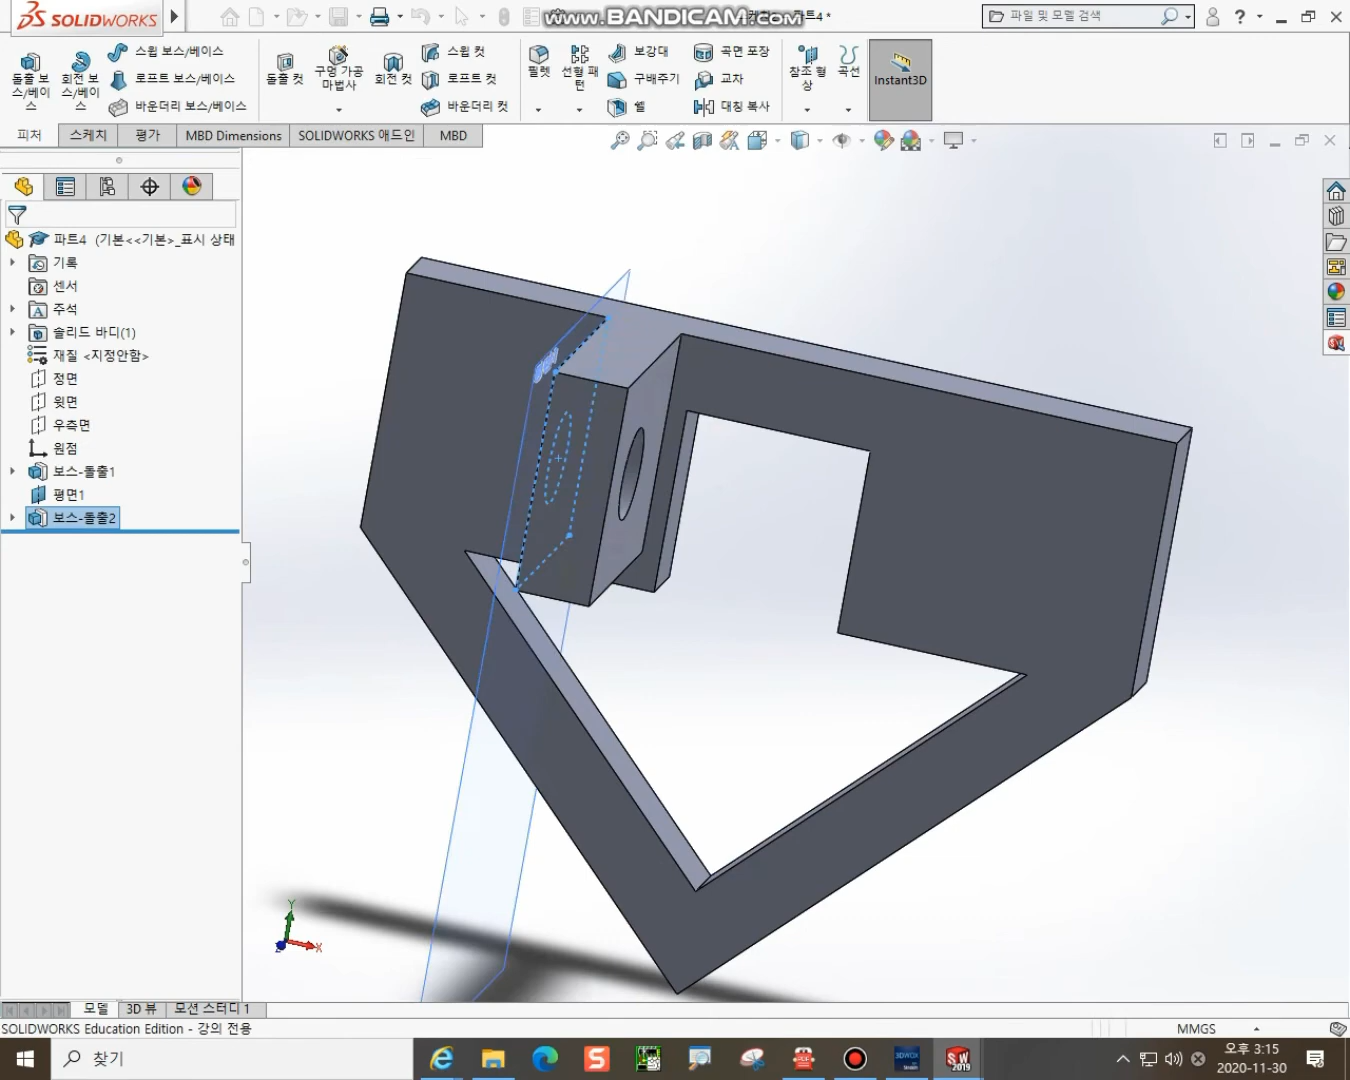 SOLIDWORKS
www.BANDICAM.com
파트4 *
파일 및 모델 검색
돌출 보스/베이스
회전 보스/베이스
스윕 보스/베이스
로프트 보스/베이스
바운더리 보스/베이스
돌출 컷
구멍 가공 마법사
회전 컷
스윕 컷
로프트 컷
바운더리 컷
필렛
선형 패턴
보강대
구배주기
쉘
곡면 포장
교차
대칭 복사
참조 형상
곡선
Instant3D
피처
스케치
평가
MBD Dimensions
SOLIDWORKS 애드인
MBD
파트4 (기본<<기본>_표시 상태
기록
센서
주석
솔리드 바디(1)
재질 <지정안함>
정면
윗면
우측면
원점
보스-돌출1
평면1
보스-돌출2
Y
X
모델
3D 뷰
모션 스터디 1
SOLIDWORKS Education Edition - 강의 전용
MMGS
찾기
오후 3:15
2020-11-30